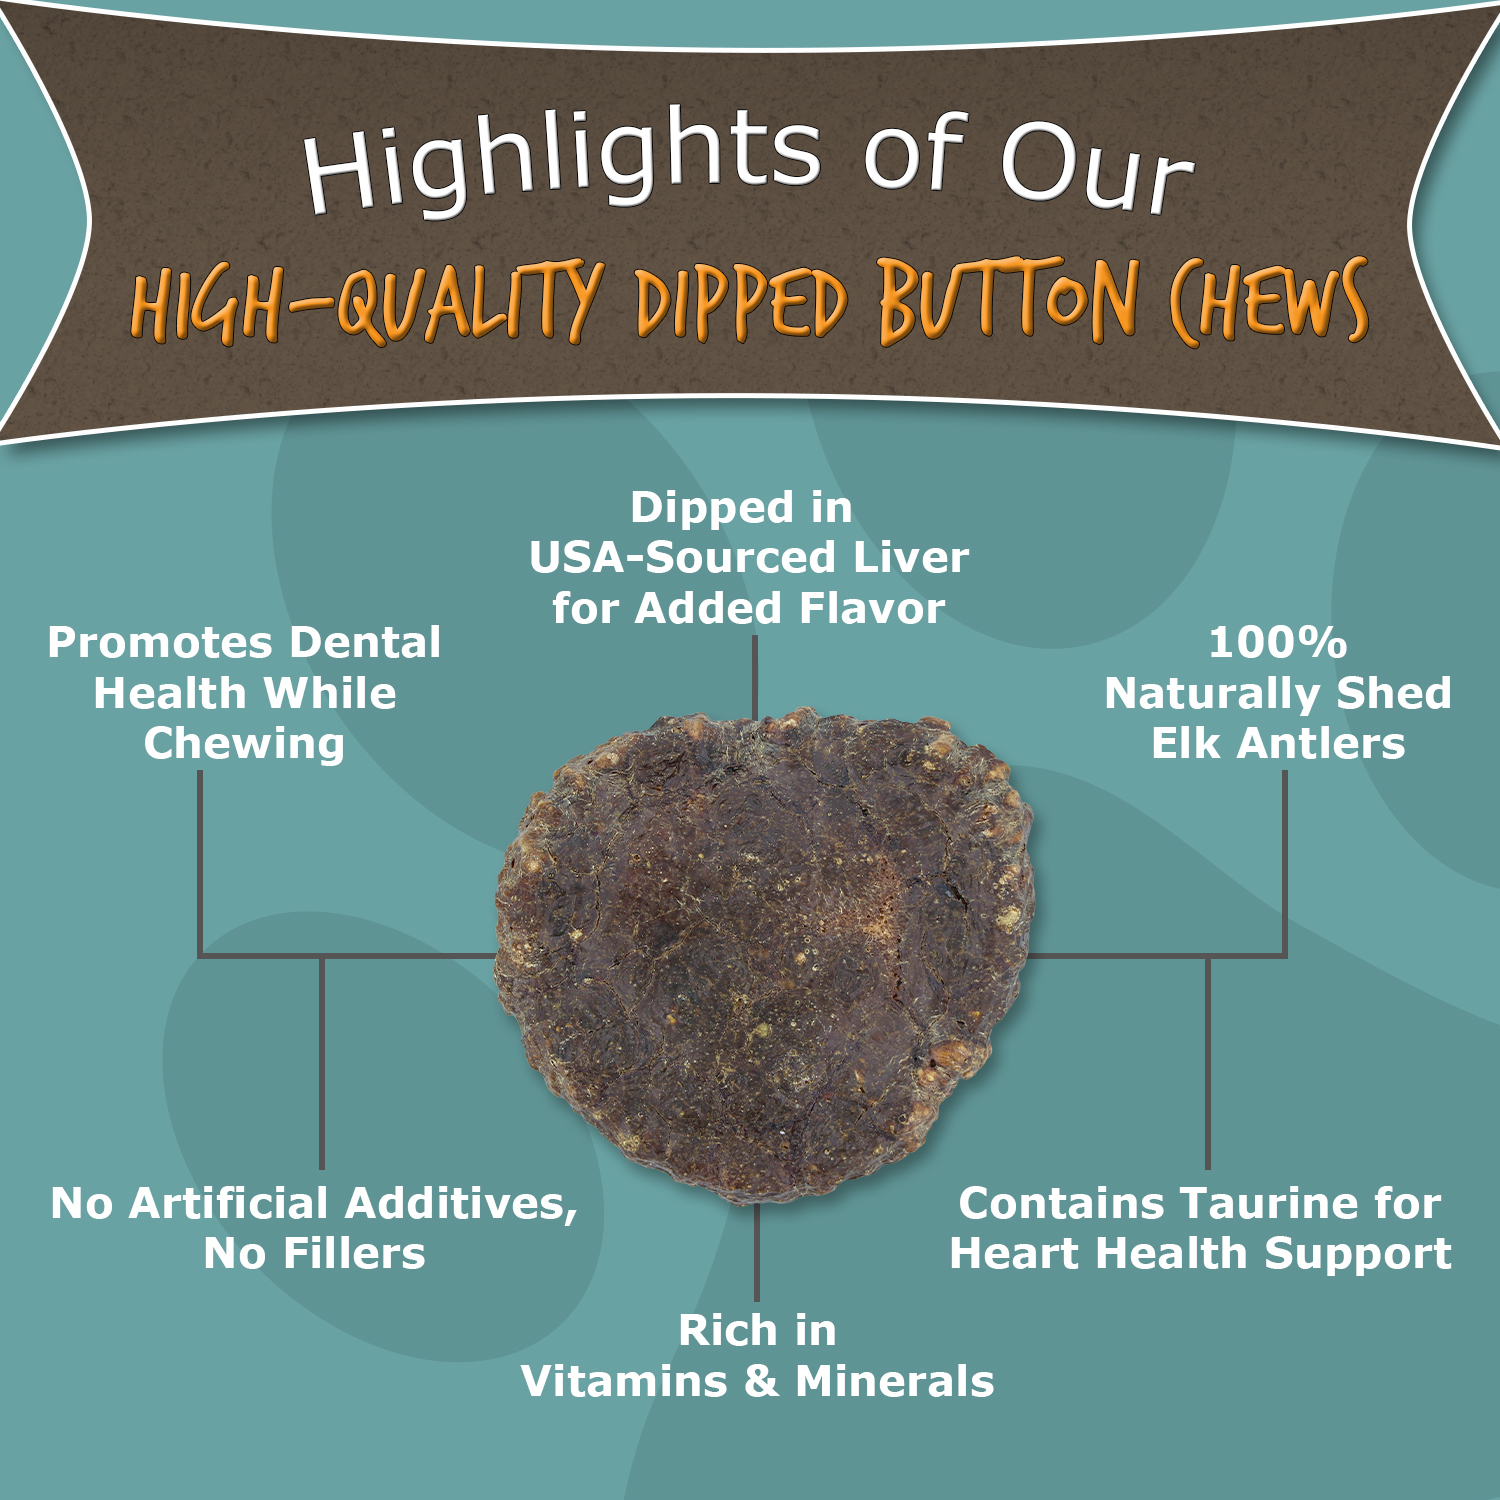 Highlights of Our
HIGH-QUALITY DIPPED BUTTON CHEWS
Dipped in
USA-Sourced Liver
for Added Flavor
Promotes Dental
Health While
Chewing
100%
Naturally Shed
Elk Antlers
No Artificial Additives,
No Fillers
Contains Taurine for
Heart Health Support
Rich in
Vitamins & Minerals